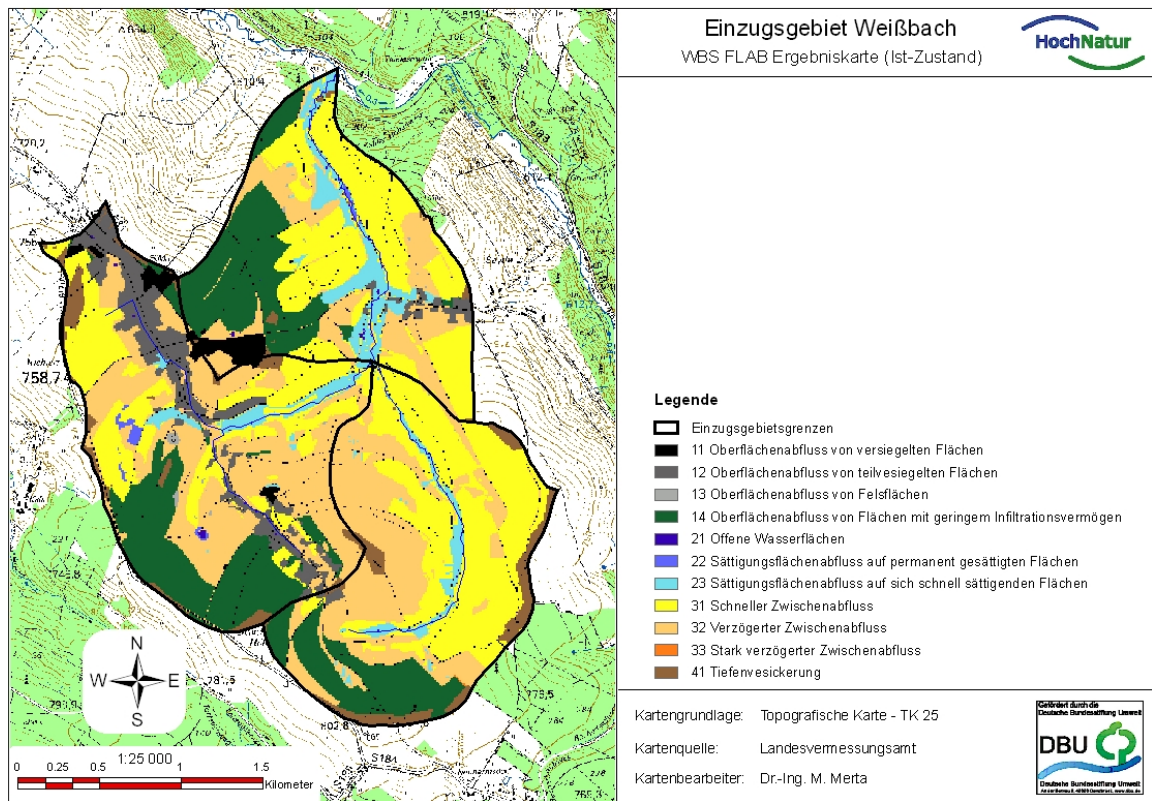 Einzugsgebiet Weißbach
WBS FLAB Ergebniskarte (Ist-Zustand)
HochNatur
758,7
S184
N
W E
S
1:25 000
0 0.25 0.5 1 1.5
Kilometer
Legende
Einzugsgebietsgrenzen
11 Oberflächenabfluss von versiegelten Flächen
12 Oberflächenabfluss von teilvesiegelten Flächen
13 Oberflächenabfluss von Felsflächen
14 Oberflächenabfluss von Flächen mit geringem Infiltrationsvermögen
21 Offene Wasserflächen
22 Sättigungsflächenabfluss auf permanent gesättigten Flächen
23 Sättigungsflächenabfluss auf sich schnell sättigenden Flächen
31 Schneller Zwischenabfluss
32 Verzögerter Zwischenabfluss
33 Stark verzögerter Zwischenabfluss
41 Tiefenvesickerung
Kartengrundlage: Topografische Karte - TK 25
Kartenquelle: Landesvermessungsamt
Kartenbearbeiter: Dr.-Ing. M. Merta
Gefördert durch die
Deutsche Bundesstiftung Umwelt
DBU
Deutsche Bundesstiftung Umwelt